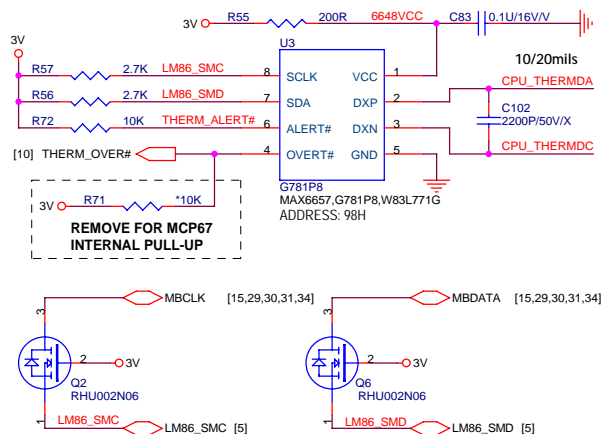 3V R55 200R 6648VCC C83 0.1U/16V/V
3V U3 10/20mils
R57 2.7K LM86_SMC 8 SCLK VCC 1 CPU_THERMDA
R56 2.7K LM86_SMD 7 SDA DXP 2 C102
2200P/50V/X
R72 10K THERM_ALERT# 6 ALERT# DXN 3 CPU_THERMDC
[10] THERM_OVER# 4 OVERT# GND 5
G781P8
3V R71 *10K MAX6657,G781P8,W83L771G
ADDRESS: 98H
REMOVE FOR MCP67
INTERNAL PULL-UP
3 MBCLK [15,29,30,31,34] 3 MBDATA [15,29,30,31,34]
2 3V 2 3V
Q2 Q6
RHU002N06 RHU002N06
1 LM86_SMC LM86_SMC [5] 1 LM86_SMD LM86_SMD [5]